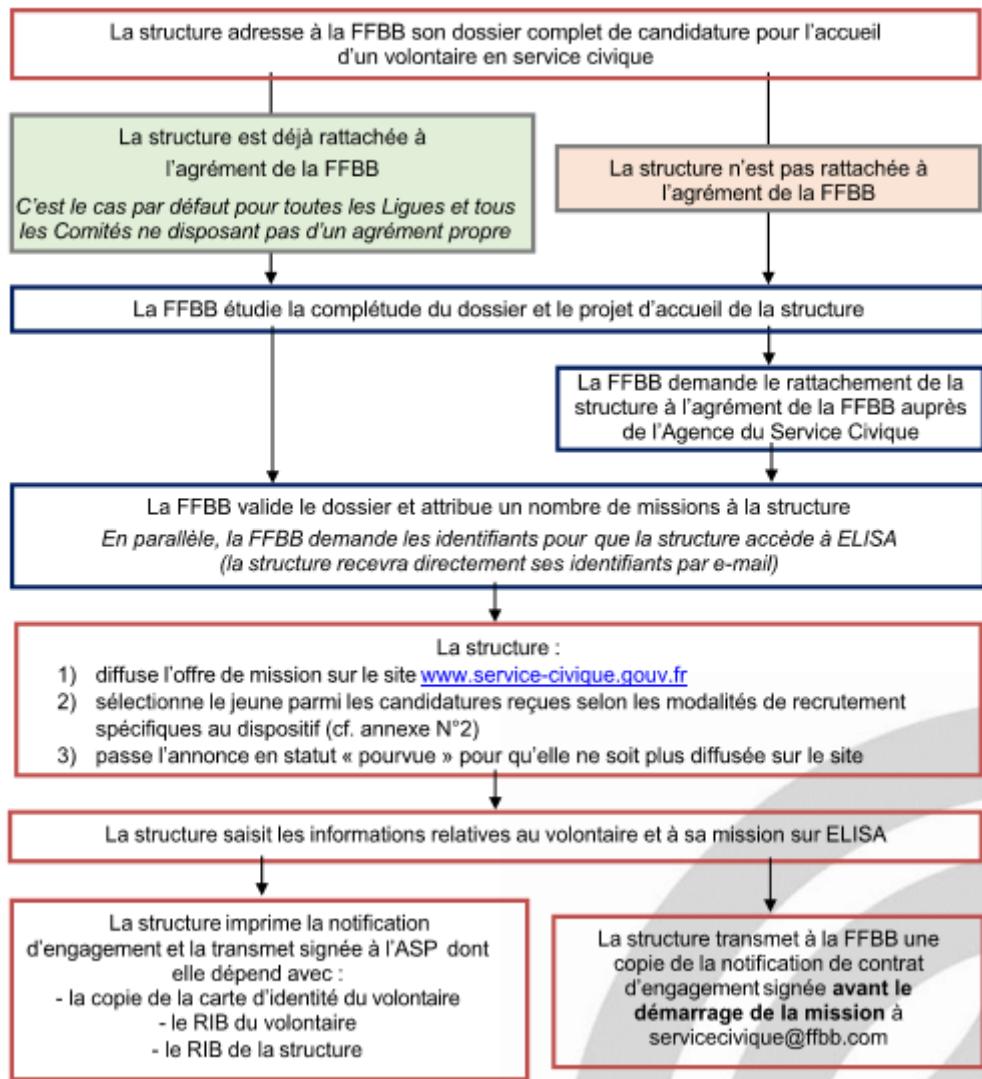 La structure adresse à la FFBB son dossier complet de candidature pour l'accueil
d'un volontaire en service civique
La structure est déjà rattachée à
l'agrément de la FFBB
C'est le cas par défaut pour toutes les Ligues et tous
les Comités ne disposant pas d'un agrément propre
La structure n'est pas rattachée à
l'agrément de la FFBB
La FFBB étudie la complétude du dossier et le projet d'accueil de la structure
La FFBB demande le rattachement de la
structure à l'agrément de la FFBB auprès
de l'Agence du Service Civique
La FFBB valide le dossier et attribue un nombre de missions à la structure
En parallèle, la FFBB demande les identifiants pour que la structure accède à ELISA
(la structure recevra directement ses identifiants par e-mail)
La structure :
1) diffuse l'offre de mission sur le site www.service-civique.gouv.fr
2) sélectionne le jeune parmi les candidatures reçues selon les modalités de recrutement
spécifiques au dispositif (cf. annexe N°2)
3) passe l'annonce en statut « pourvue » pour qu'elle ne soit plus diffusée sur le site
La structure saisit les informations relatives au volontaire et à sa mission sur ELISA
La structure imprime la notification
d'engagement et la transmet signée à l'ASP dont
elle dépend avec :
- la copie de la carte d'identité du volontaire
- le RIB du volontaire
- le RIB de la structure
La structure transmet à la FFBB une
copie de la notification de contrat
d'engagement signée avant le
démarrage de la mission à
servicecivique@ffbb.com